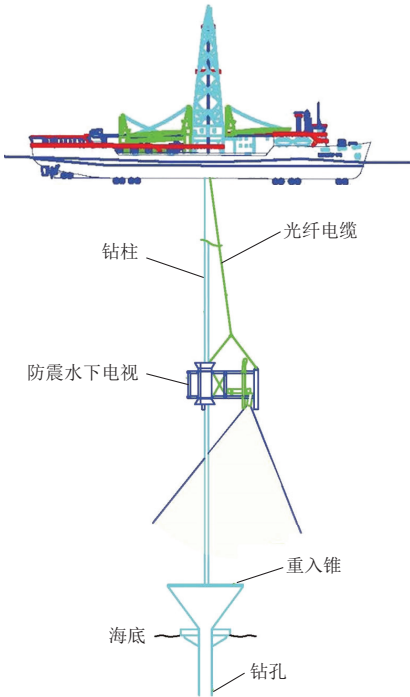 钻柱
光纤电缆
防震水下电视
重入锥
海底
钻孔